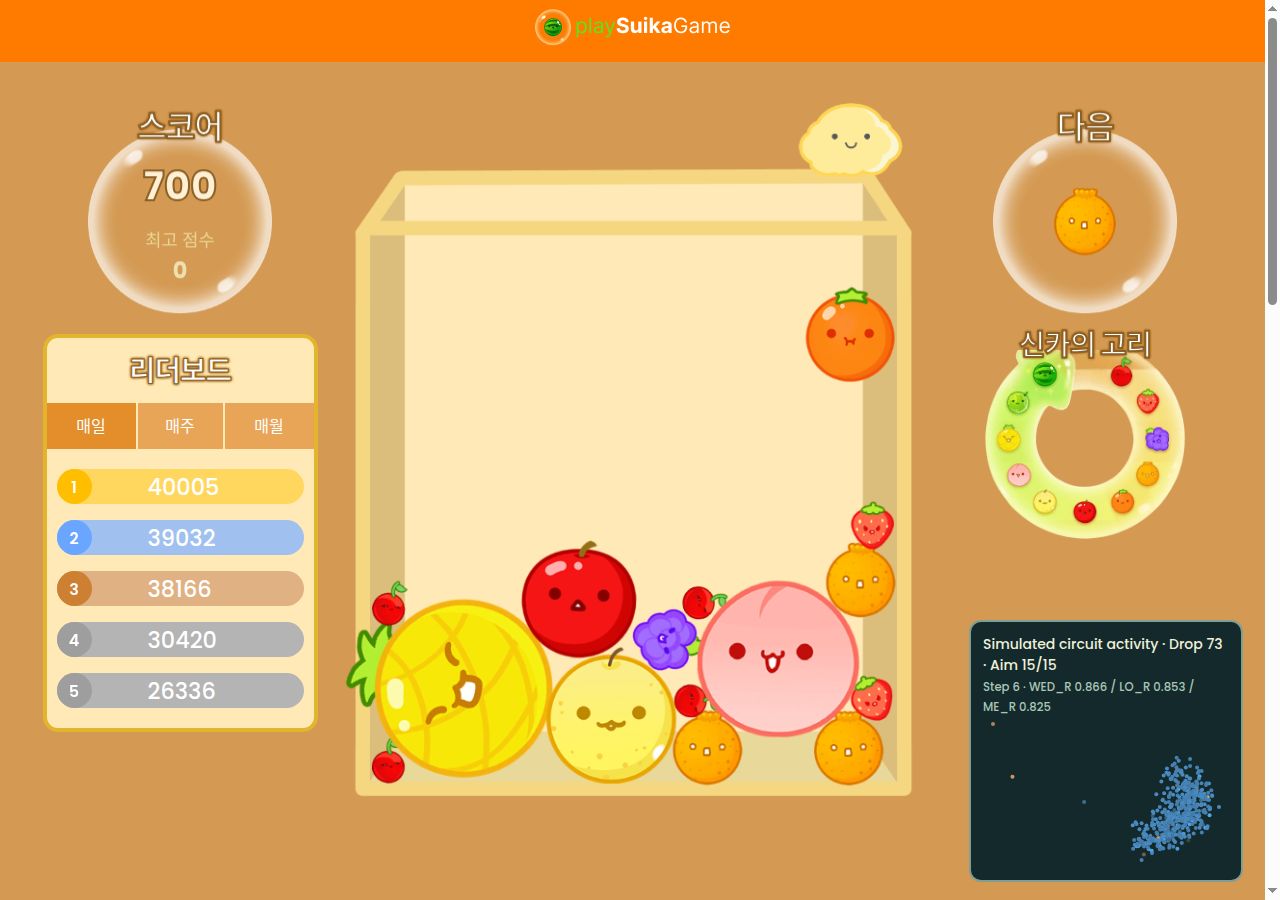 playSuikaGame
스코어
700
최고 점수
0
리더보드
매일 매주 매월
1 40005
2 39032
3 38166
4 30420
5 26336
다음
신카의 고리
Simulated circuit activity · Drop 73
· Aim 15/15
Step 6 · WED_R 0.866 / LO_R 0.853 /
ME_R 0.825